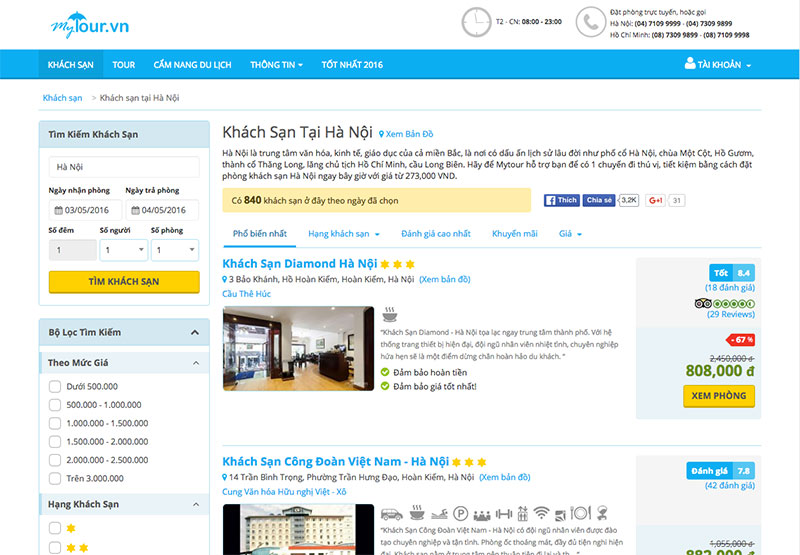 MyTour.vn
T2 - CN: 08:00 - 23:00
Đặt phòng trực tuyến, hoặc gọi
Hà Nội: (04) 7109 9999 - (04) 7309 9899
Hồ Chí Minh: (08) 7309 9899 - (08) 7109 9998
KHÁCH SẠN TOUR CẨM NANG DU LỊCH THÔNG TIN TỐT NHẤT 2016 TÀI KHOẢN
Khách sạn > Khách sạn tại Hà Nội
Tìm Kiếm Khách Sạn
Hà Nội
Ngày nhận phòng Ngày trả phòng
03/05/2016 04/05/2016
Số đêm Số người Số phòng
1 1 1
TÌM KHÁCH SẠN
Bộ Lọc Tìm Kiếm
Theo Mức Giá
Dưới 500.000
500.000 - 1.000.000
1.000.000 - 1.500.000
1.500.000 - 2.000.000
2.000.000 - 2.500.000
Trên 3.000.000
Hạng Khách Sạn
Khách Sạn Tại Hà Nội Xem Bản Đồ
Hà Nội là trung tâm văn hóa, kinh tế, giáo dục của cả miền Bắc, là nơi có dấu ấn lịch sử lâu đời như phố cổ Hà Nội, chùa Một Cột, Hồ Gươm,
thành cổ Thăng Long, lăng chủ tịch Hồ Chí Minh, cầu Long Biên. Hãy để Mytour hỗ trợ bạn để có 1 chuyến đi thú vị, tiết kiệm bằng cách đặt
phòng khách sạn Hà Nội ngay bây giờ với giá từ 273,000 VND.
Có 840 khách sạn ở đây theo ngày đã chọn
Thích Chia sẻ 3,2K G+1 31
Phổ biến nhất Hạng khách sạn Đánh giá cao nhất Khuyến mãi Giá
Khách Sạn Diamond Hà Nội
3 Bảo Khánh, Hồ Hoàn Kiếm, Hoàn Kiếm, Hà Nội (Xem bản đồ)
Cầu Thê Húc
"Khách Sạn Diamond - Hà Nội tọa lạc ngay trung tâm thành phố. Với hệ
thống trang thiết bị hiện đại, đội ngũ nhân viên nhiệt tình, chuyên nghiệp
hứa hẹn sẽ là một điểm dừng chân hoàn hảo du khách. "
Đảm bảo hoàn tiền
Đảm bảo giá tốt nhất!
Tốt 8.4
(18 đánh giá)
(29 Reviews)
- 67 %
2,450,000 đ
808,000 đ
XEM PHÒNG
Khách Sạn Công Đoàn Việt Nam - Hà Nội
14 Trần Bình Trọng, Phường Trần Hưng Đạo, Hoàn Kiếm, Hà Nội (Xem bản đồ)
Cung Văn hóa Hữu nghị Việt - Xô
"Khách Sạn Công Đoàn Việt Nam - Hà Nội có đội ngũ nhân viên được đào
tạo chuyên nghiệp và tận tình. Phòng ốc thoáng mát, đầy đủ tiện nghi hiện
Đánh giá 7.8
(42 đánh giá)
1,055,000 đ
882,000 đ